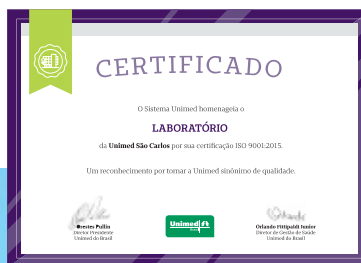 CERTIFICADO
O Sistema Unimed homenageia o
LABORATÓRIO
da Unimed São Carlos por sua certificação ISO 9001:2015.
Um reconhecimento por tornar a Unimed sinônimo de qualidade.
Orestes Pullin
Diretor Presidente
Unimed do Brasil
Unimed
Orlando Fittipaldi Junior
Diretor de Gestão de Saúde
Unimed do Brasil